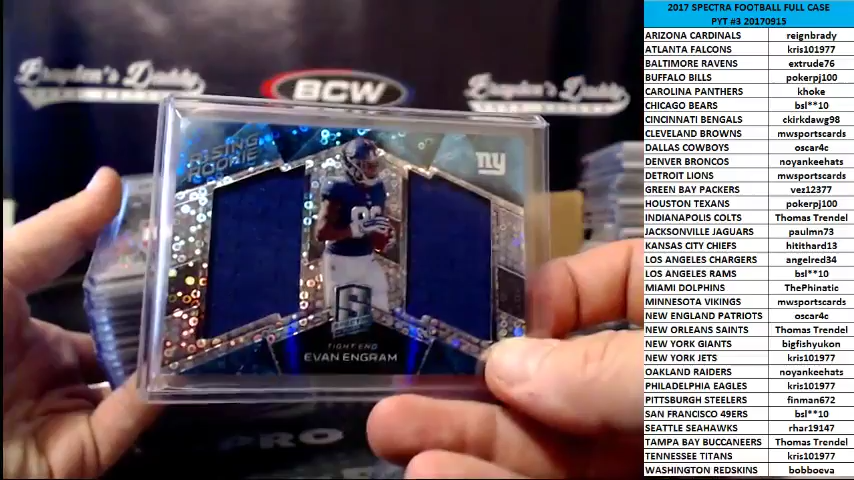 Brayden's Daddy
BCW
Brayden's Daddy
RISING
ROOKIE
ny
TIGHT END
EVAN ENGRAM
PRO
2017 SPECTRA FOOTBALL FULL CASE
PYT #3 20170915
ARIZONA CARDINALS reignbrady
ATLANTA FALCONS kris101977
BALTIMORE RAVENS extrude76
BUFFALO BILLS pokerpj100
CAROLINA PANTHERS khoke
CHICAGO BEARS bsl**10
CINCINNTI BENGALS ckirkdawg98
CLEVELAND BROWNS mwsportscards
DALLAS COWBOYS oscar4c
DENVER BRONCOS noyankeehats
DETROIT LIONS mwsportscards
GREEN BAY PACKERS vez12377
HOUSTON TEXANS pokerpj100
INDIANAPOLIS COLTS Thomas Trendel
JACKSONVILLE JAGUARS paulmn73
KANSAS CITY CHIEFS hitithard13
LOS ANGELES CHARGERS angelred34
LOS ANGELES RAMS bsl**10
MIAMI DOLPHINS ThePhinatic
MINNESOTA VIKINGS mwsportscards
NEW ENGLAND PATRIOTS oscar4c
NEW ORLEANS SAINTS Thomas Trendel
NEW YORK GIANTS bigfishyukon
NEW YORK JETS kris101977
OAKLAND RAIDERS noyankeehats
PHILADELPHIA EAGLES kris101977
PITTSBURGH STEELERS finman672
SAN FRANCISCO 49ERS bsl**10
SEATTLE SEAHAWKS rhar19147
TAMPA BAY BUCCANEERS Thomas Trendel
TENNESSEE TITANS kris101977
WASHINGTON REDSKINS bobboeva